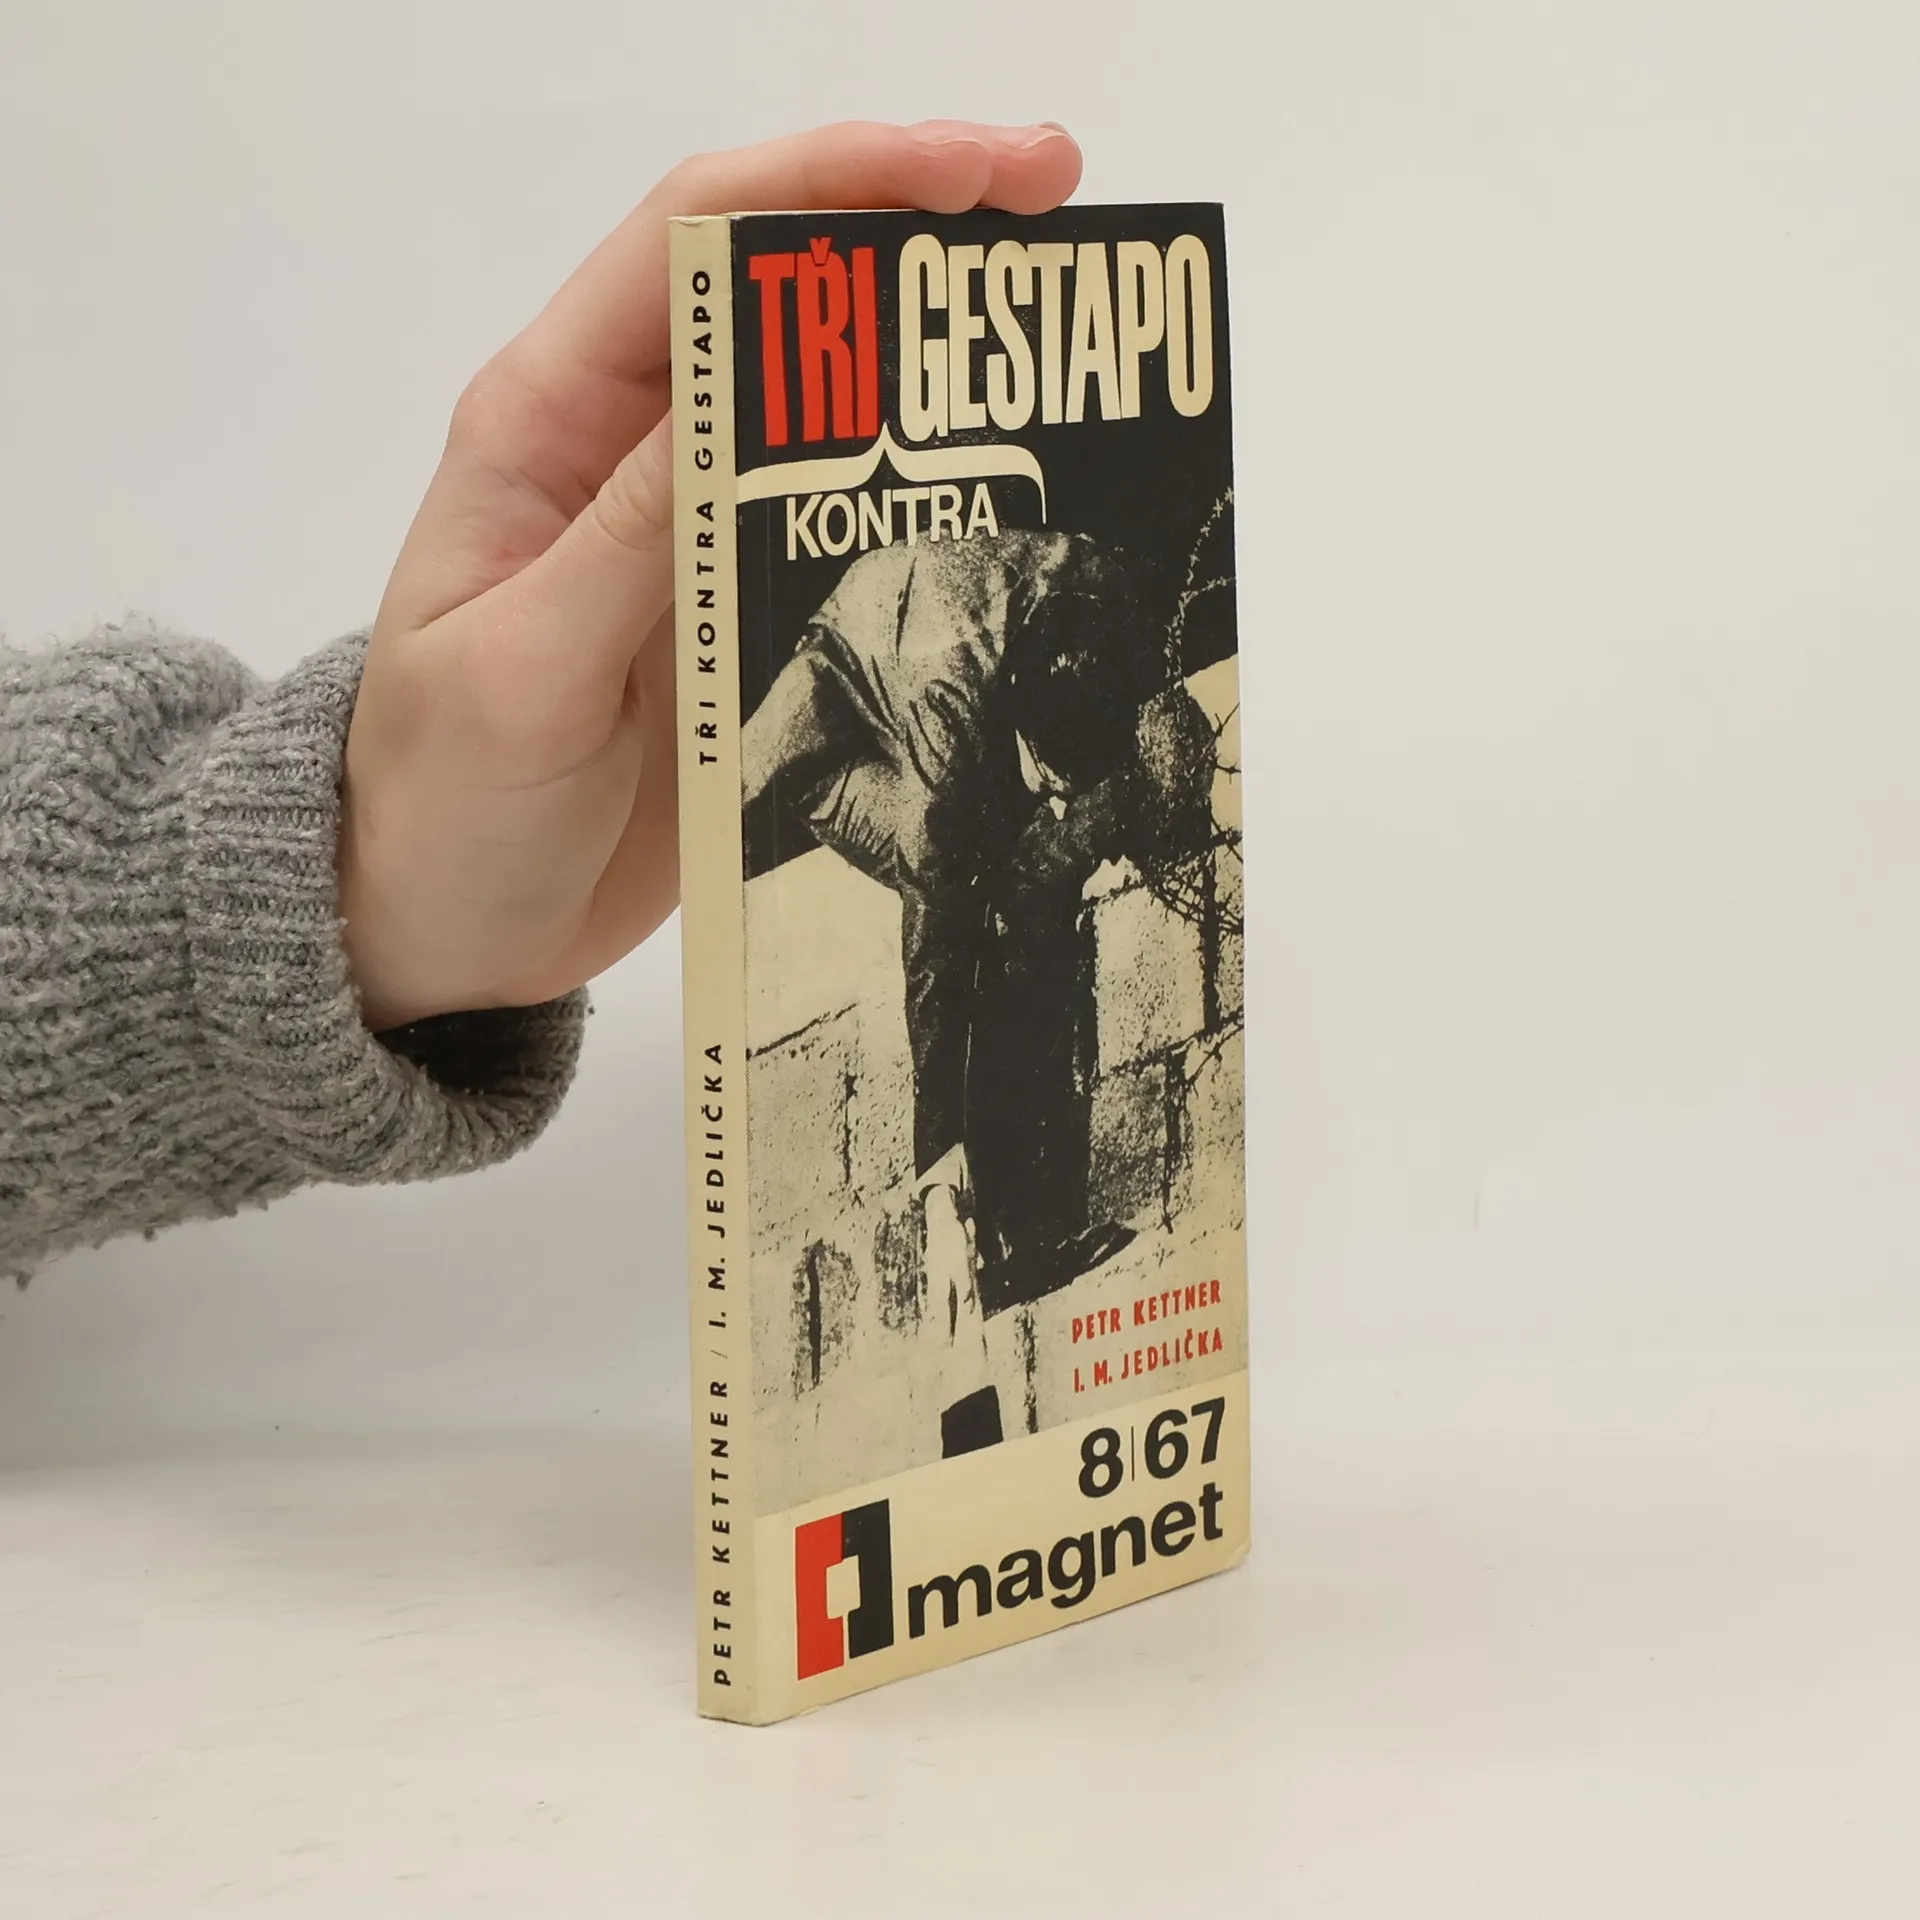 TŘI GESTAPO
KONTRA
PETR KETTNER
I. M. JEDLIČKA
8|67
magnet
PETR KETTNER / I. M. JEDLIČKA TŘI KONTRA GESTAPO